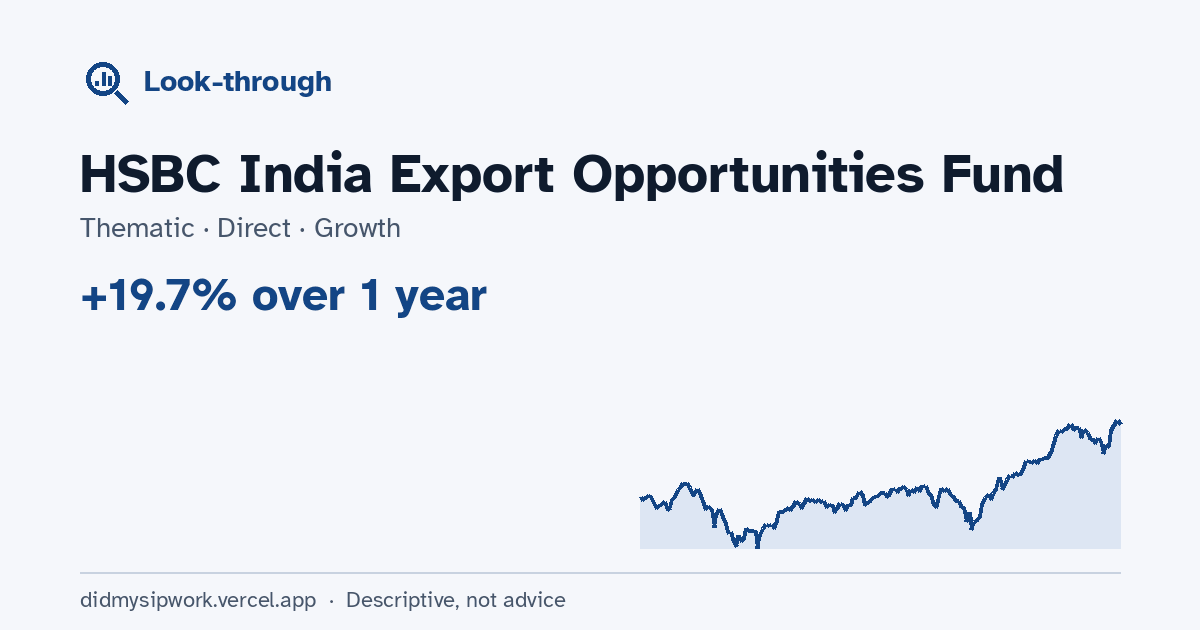 Look-through
HSBC India Export Opportunities Fund
Thematic · Direct · Growth
+19.7% over 1 year
didmysipwork.vercel.app · Descriptive, not advice